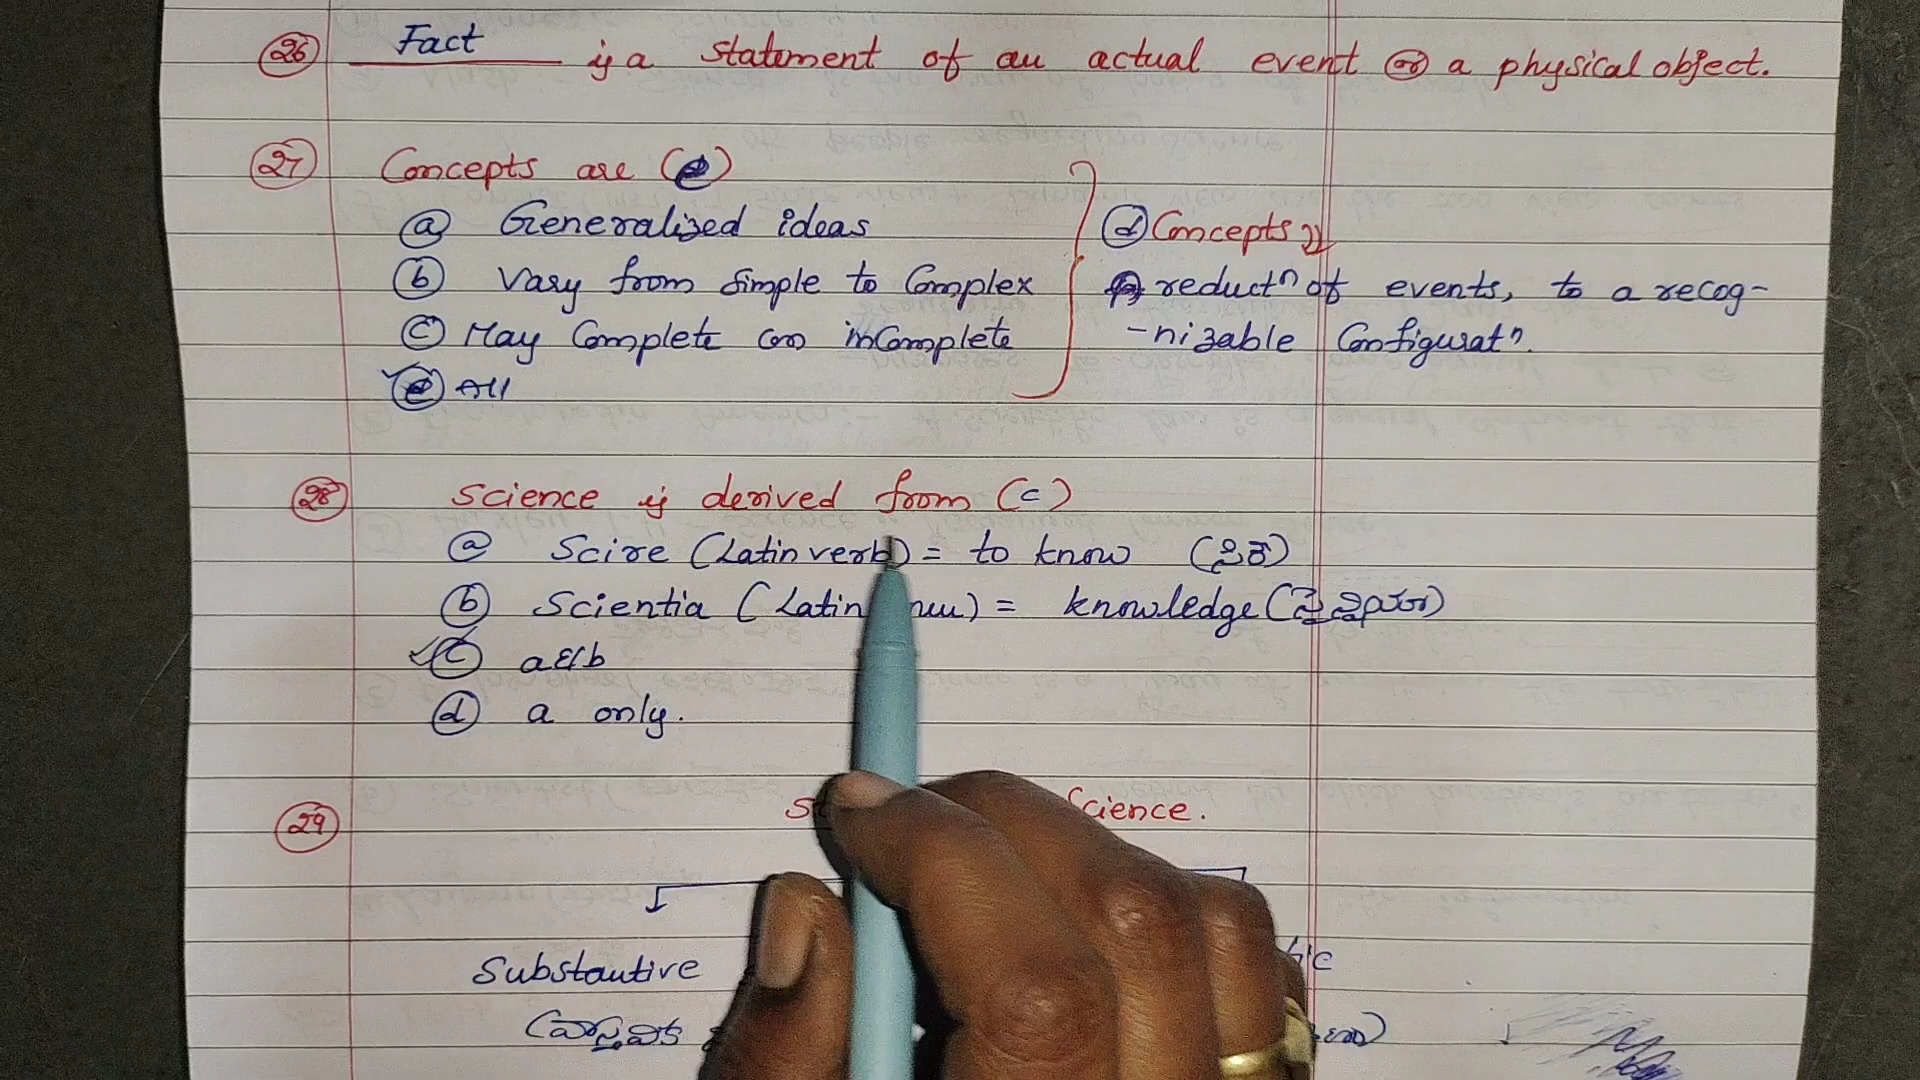 26 Fact is a statement of an actual event or a physical object.
27 Concepts are (e)
a Generalized ideas
b Vary from Simple to Complex
c May Complete or inComplete
e All
d Concepts =
reductn of events, to a recog-
-nizable Configuratn.
28 Science is derived from (c)
a Scire (Latin verb) = to know
b Scientia (Latin) = knowledge
c a & b
d a only.
29 Science.
Substantive
(వాస్తవిక